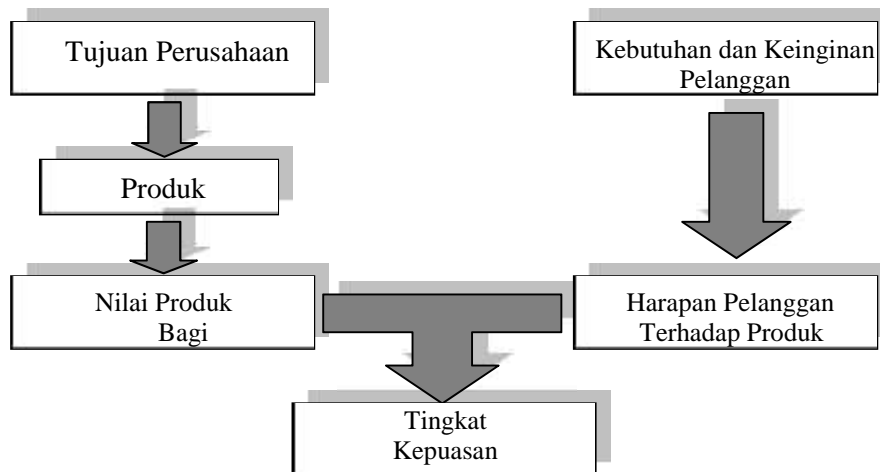 Tujuan Perusahaan
Kebutuhan dan Keinginan
Pelanggan
Produk
Nilai Produk
Bagi
Harapan Pelanggan
Terhadap Produk
Tingkat
Kepuasan